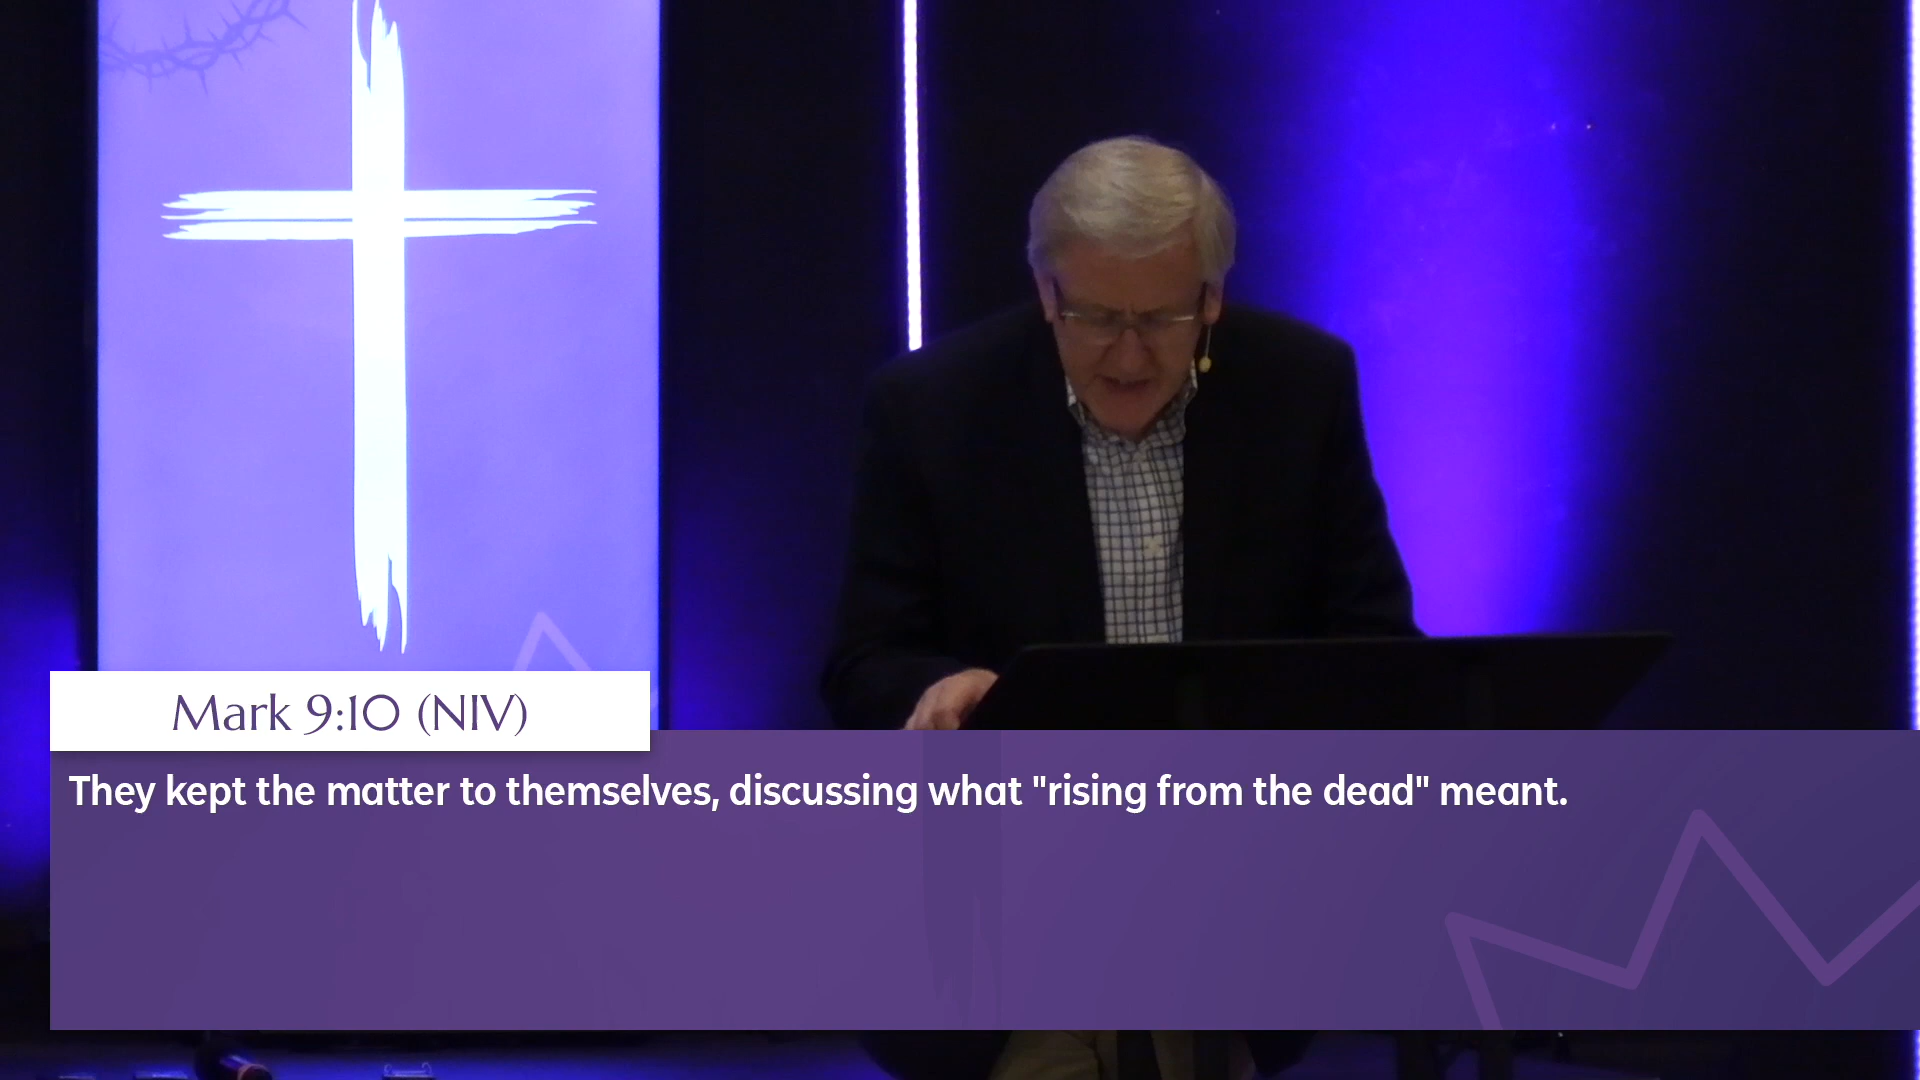 Mark 9:10 (NIV)
They kept the matter to themselves, discussing what "rising from the dead" meant.